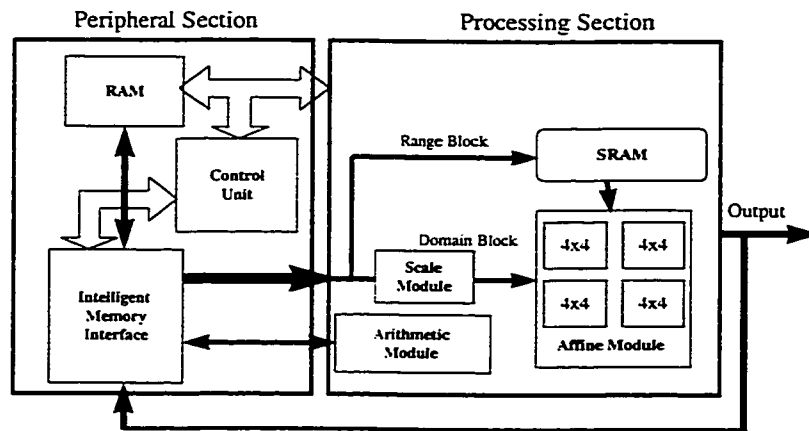 Peripheral Section
Processing Section
RAM
Control
Unit
Intelligent
Memory
Interface
Range Block
SRAM
Domain Block
Scale
Module
Arithmetic
Module
4x4
4x4
4x4
4x4
Affine Module
Output